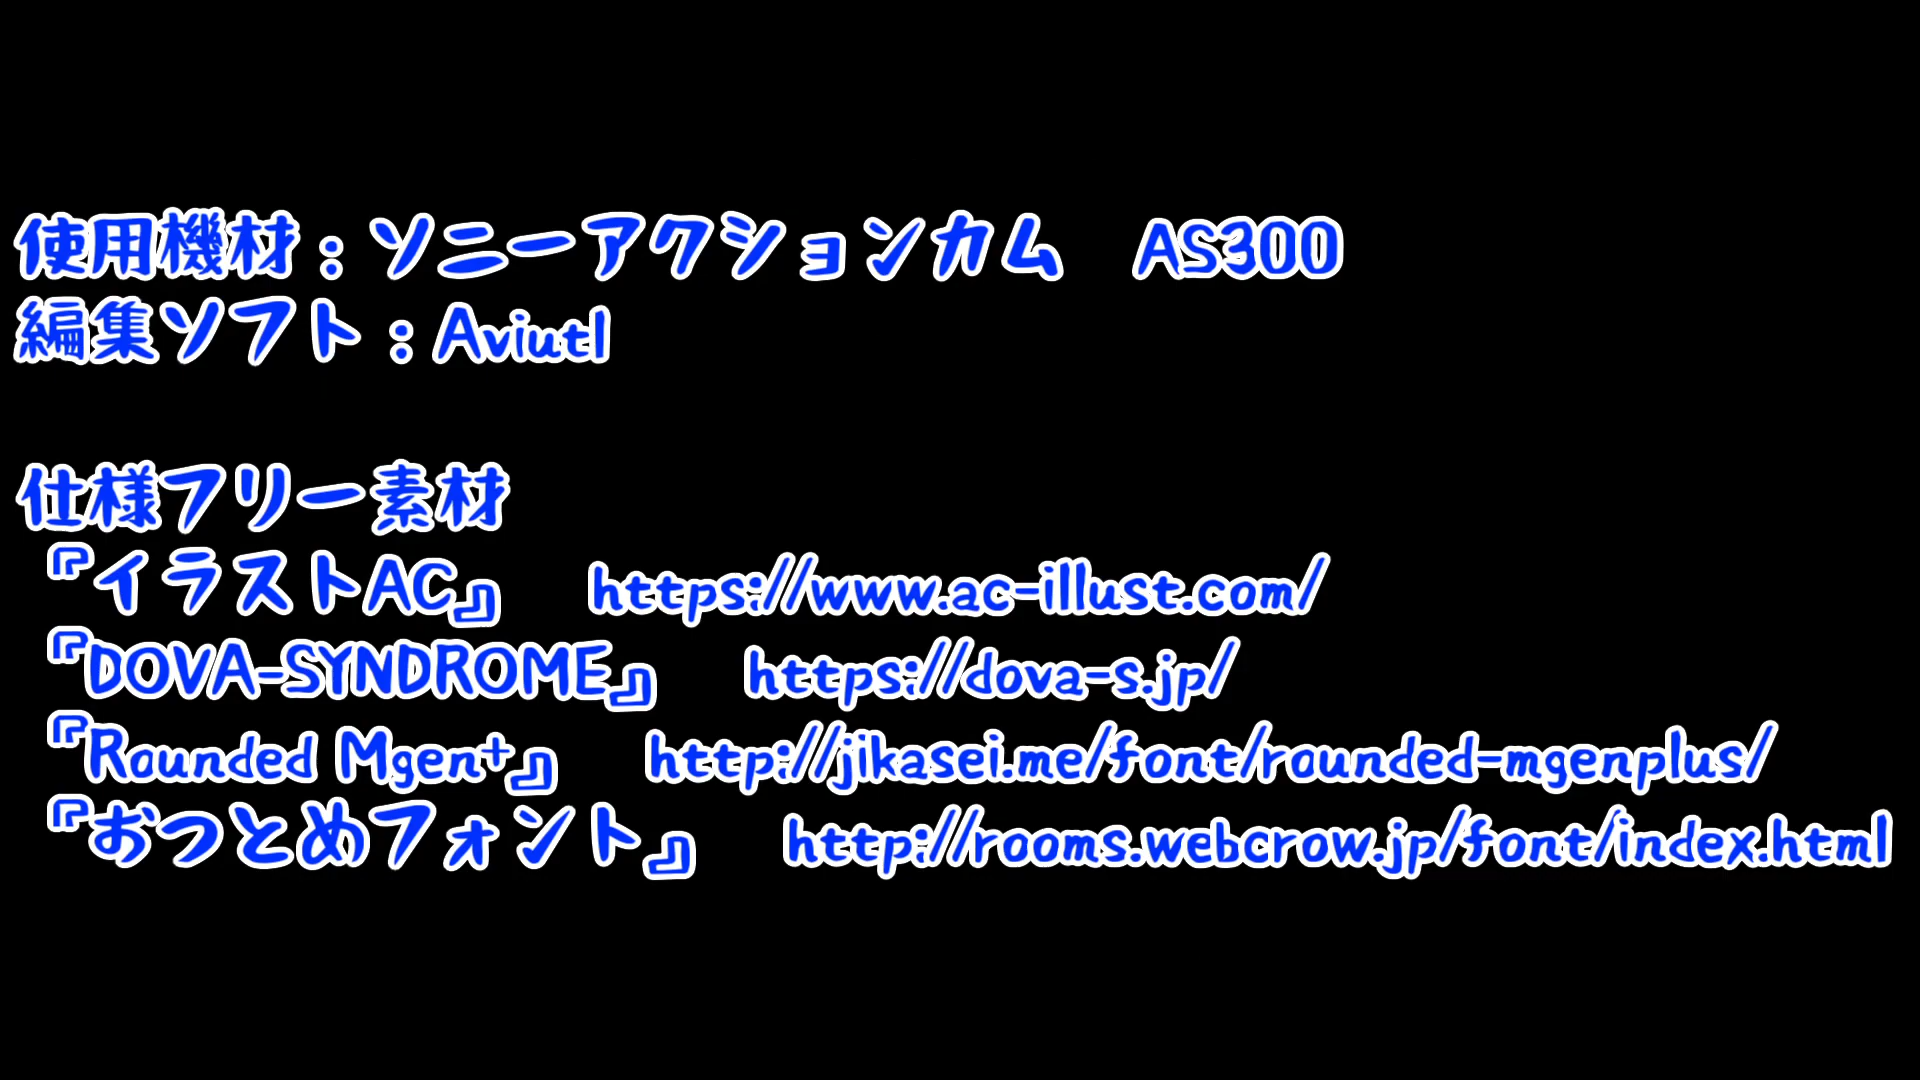 使用機材：ソニーアクションカム　AS300
編集ソフト：Aviutl
仕様フリー素材
『イラストAC』　https://www.ac-illust.com/
『DOVA-SYNDROME』　https://dova-s.jp/
『Rounded Mgen+』　http://jikasei.me/font/rounded-mgenplus/
『おつとめフォント』　http://rooms.webcrow.jp/font/index.html